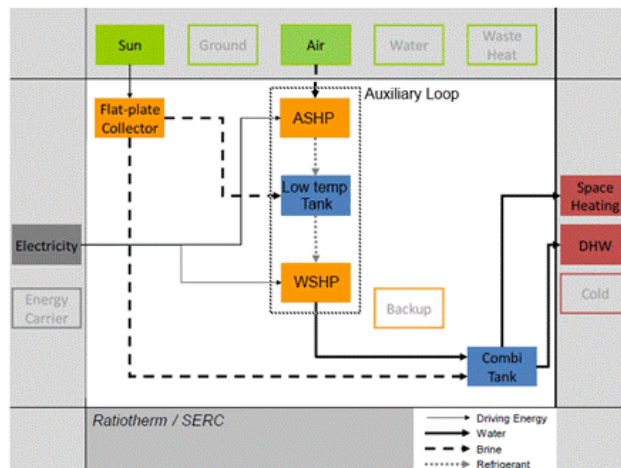 Sun
Ground
Air
Water
Waste
Heat
Auxiliary Loop
Flat-plate
Collector
ASHP
Low temp
Tank
Space
Heating
Electricity
DHW
WSHP
Energy
Carrier
Backup
Cold
Combi
Tank
Ratiotherm / SERC
Driving Energy
Water
Brine
Refrigerant